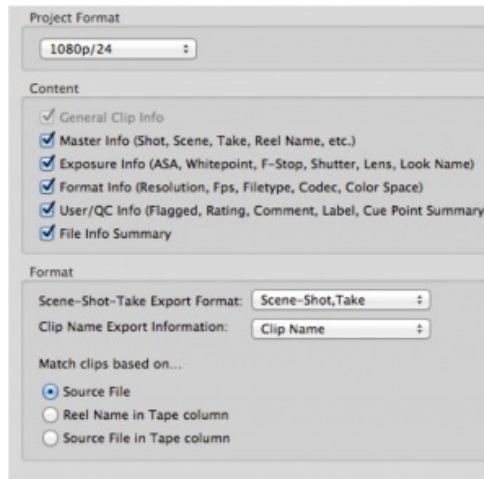 Project Format
1080p/24
Content
General Clip Info
Master Info (Shot, Scene, Take, Reel Name, etc.)
Exposure Info (ASA, Whitepoint, F-Stop, Shutter, Lens, Look Name)
Format Info (Resolution, Fps, Filetype, Codec, Color Space)
User/QC Info (Flagged, Rating, Comment, Label, Cue Point Summary
File Info Summary
Format
Scene-Shot-Take Export Format: Scene-Shot,Take
Clip Name Export Information: Clip Name
Match clips based on...
Source File
Reel Name in Tape column
Source File in Tape column